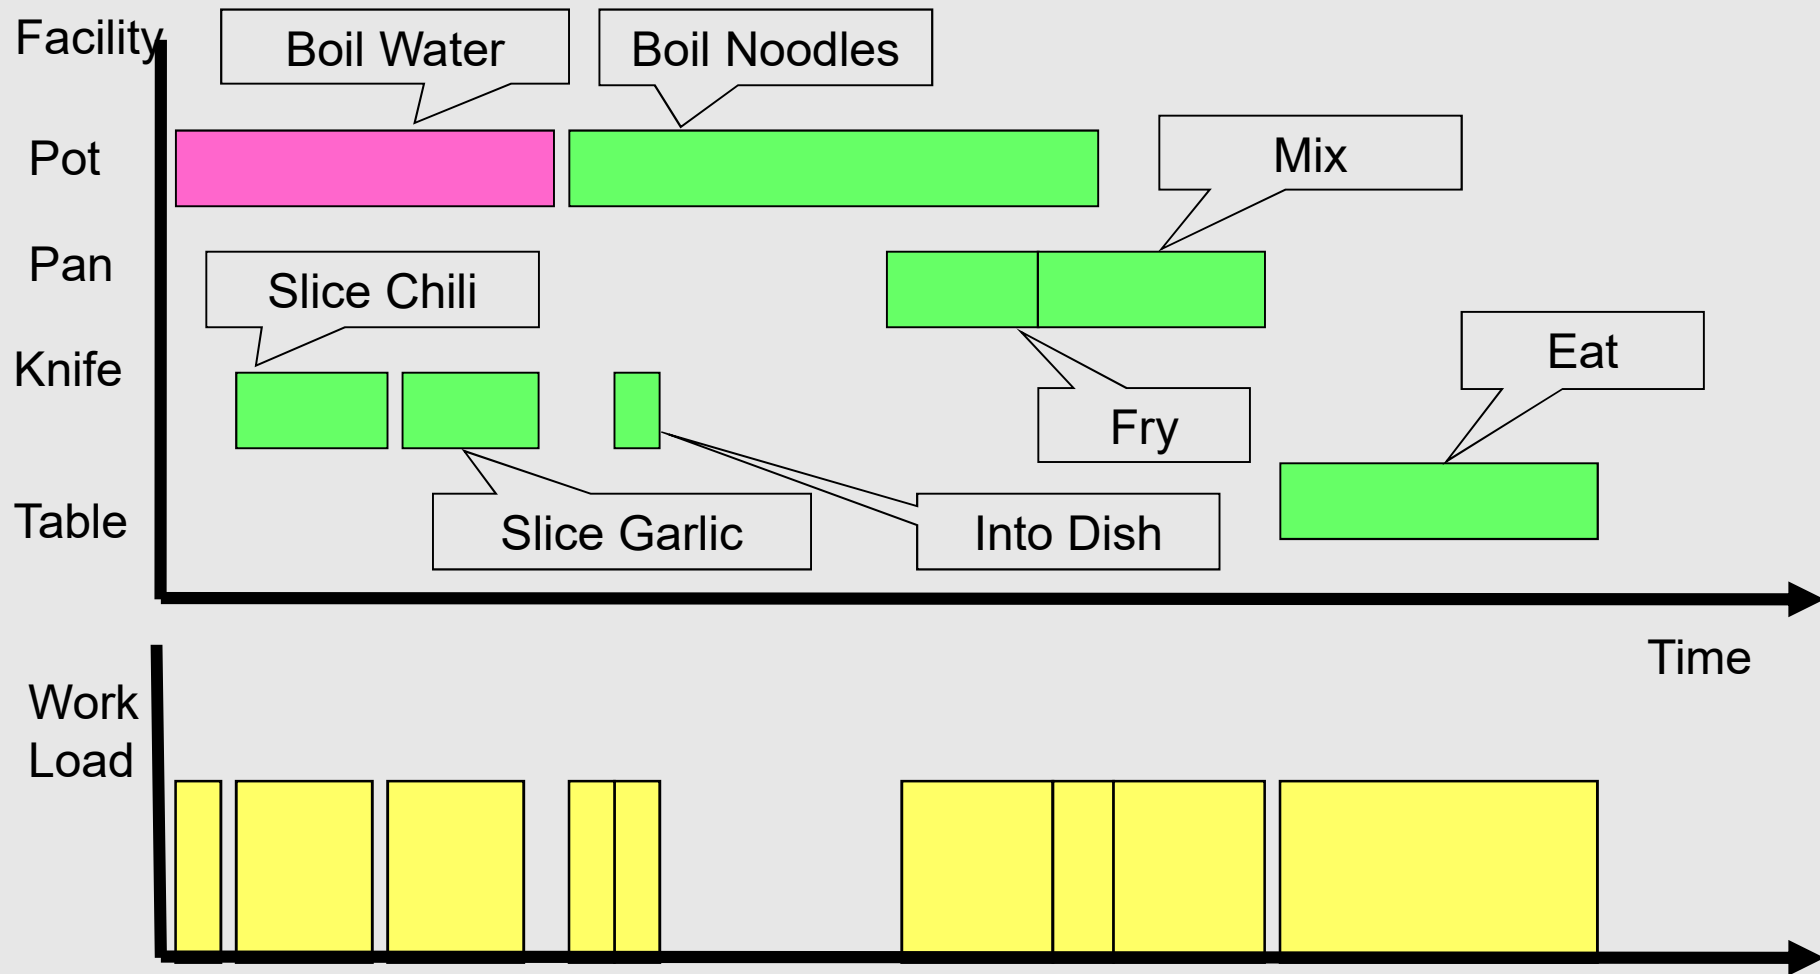 Facility
Boil Water
Boil Noodles
Pot
Mix
Pan
Slice Chili
Knife
Eat
Fry
Table
Slice Garlic
Into Dish
Time
Work
Load